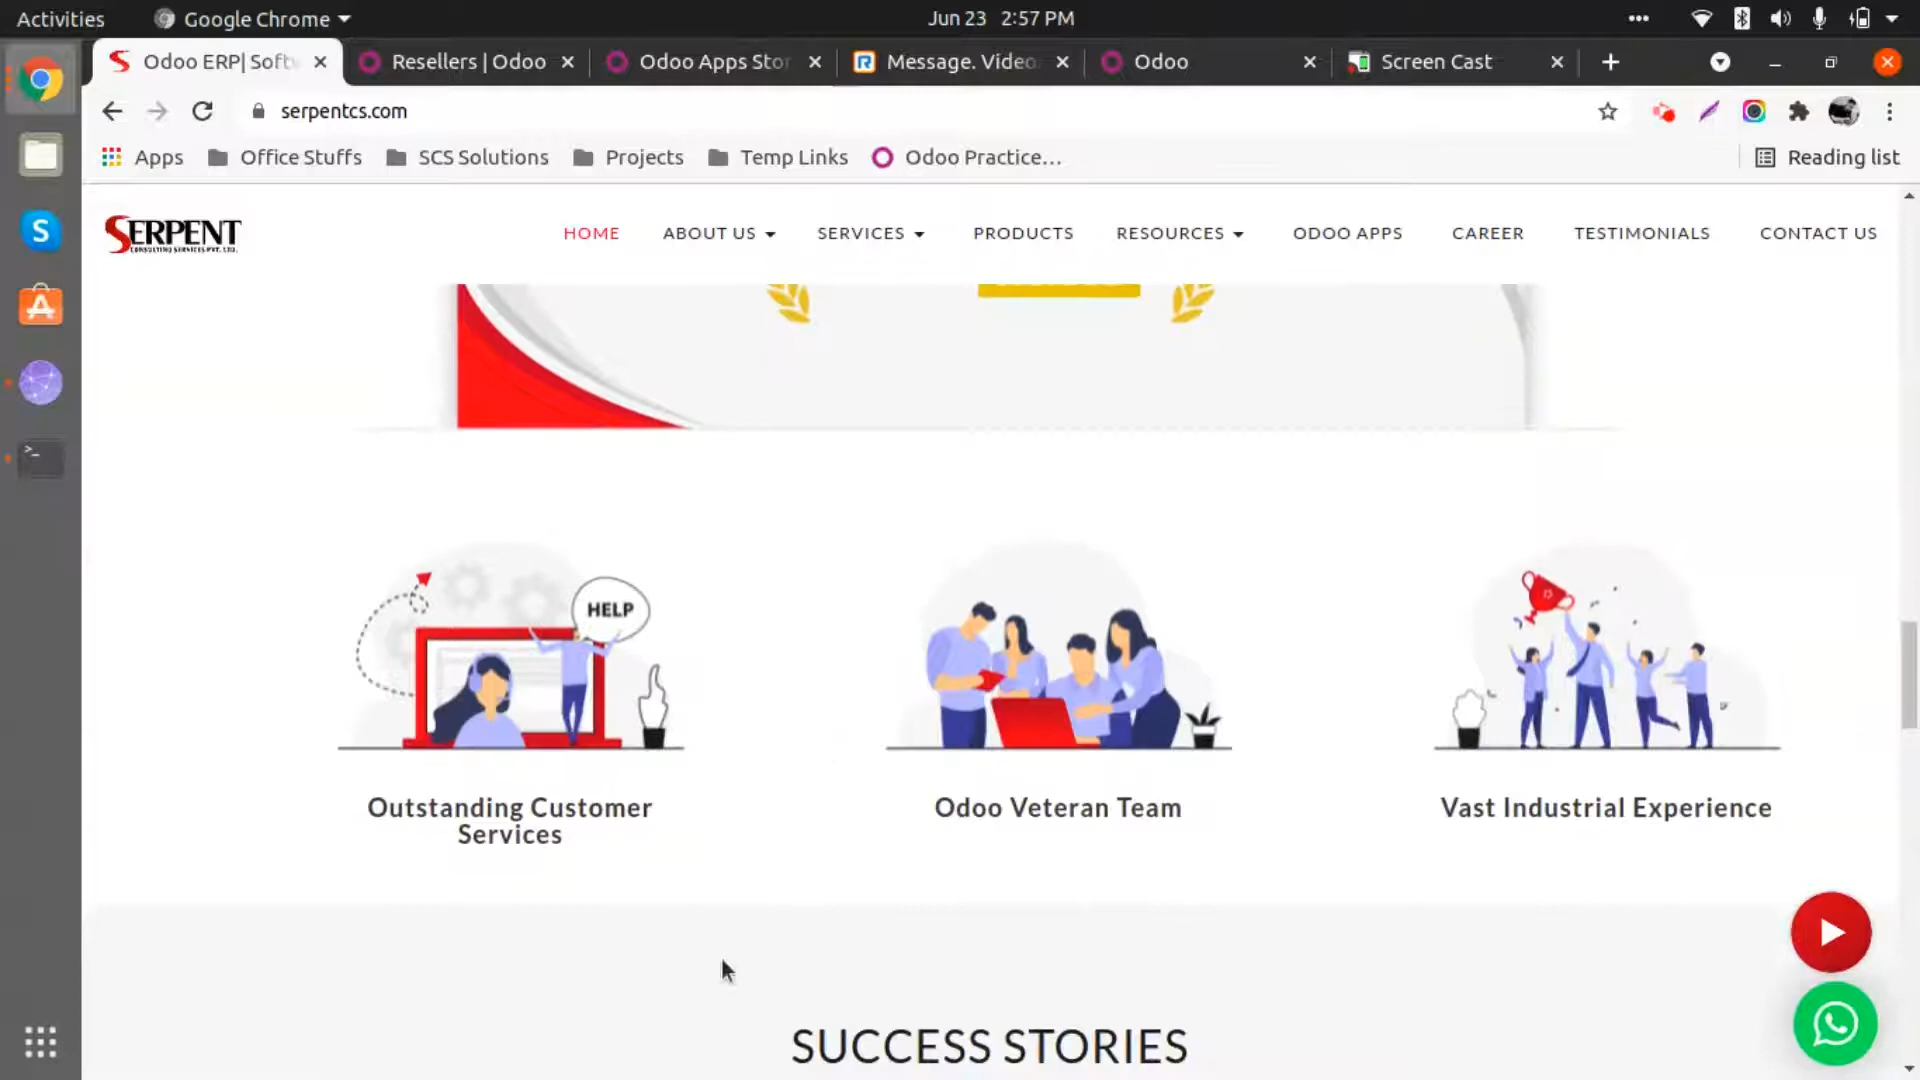 Activities
Google Chrome
Jun 23 2:57 PM
Odoo ERP| Softw
Resellers | Odoo
Odoo Apps Stor
Message. Video.
Odoo
Screen Cast
serpentcs.com
Apps
Office Stuffs
SCS Solutions
Projects
Temp Links
Odoo Practice...
Reading list
SERPENT
CONSULTING SERVICES PVT. LTD.
HOME
ABOUT US
SERVICES
PRODUCTS
RESOURCES
ODOO APPS
CAREER
TESTIMONIALS
CONTACT US
HELP
Outstanding Customer
Services
Odoo Veteran Team
Vast Industrial Experience
SUCCESS STORIES